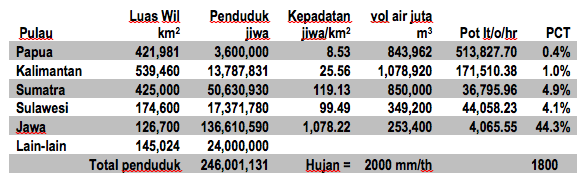 Luas Wil Penduduk Kepadatan vol air juta
Pulau km² jiwa jiwa/km² m³ Pot lt/o/hr PCT
Papua 421,981 3,600,000 8.53 843,962 513,827.70 0.4%
Kalimantan 539,460 13,787,831 25.56 1,078,920 171,510.38 1.0%
Sumatra 425,000 50,630,930 119.13 850,000 36,795.96 4.9%
Sulawesi 174,600 17,371,780 99.49 349,200 44,058.23 4.1%
Jawa 126,700 136,610,590 1,078.22 253,400 4,065.55 44.3%
Lain-lain 145,024 24,000,000
Total penduduk 246,001,131 Hujan = 2000 mm/th 1800